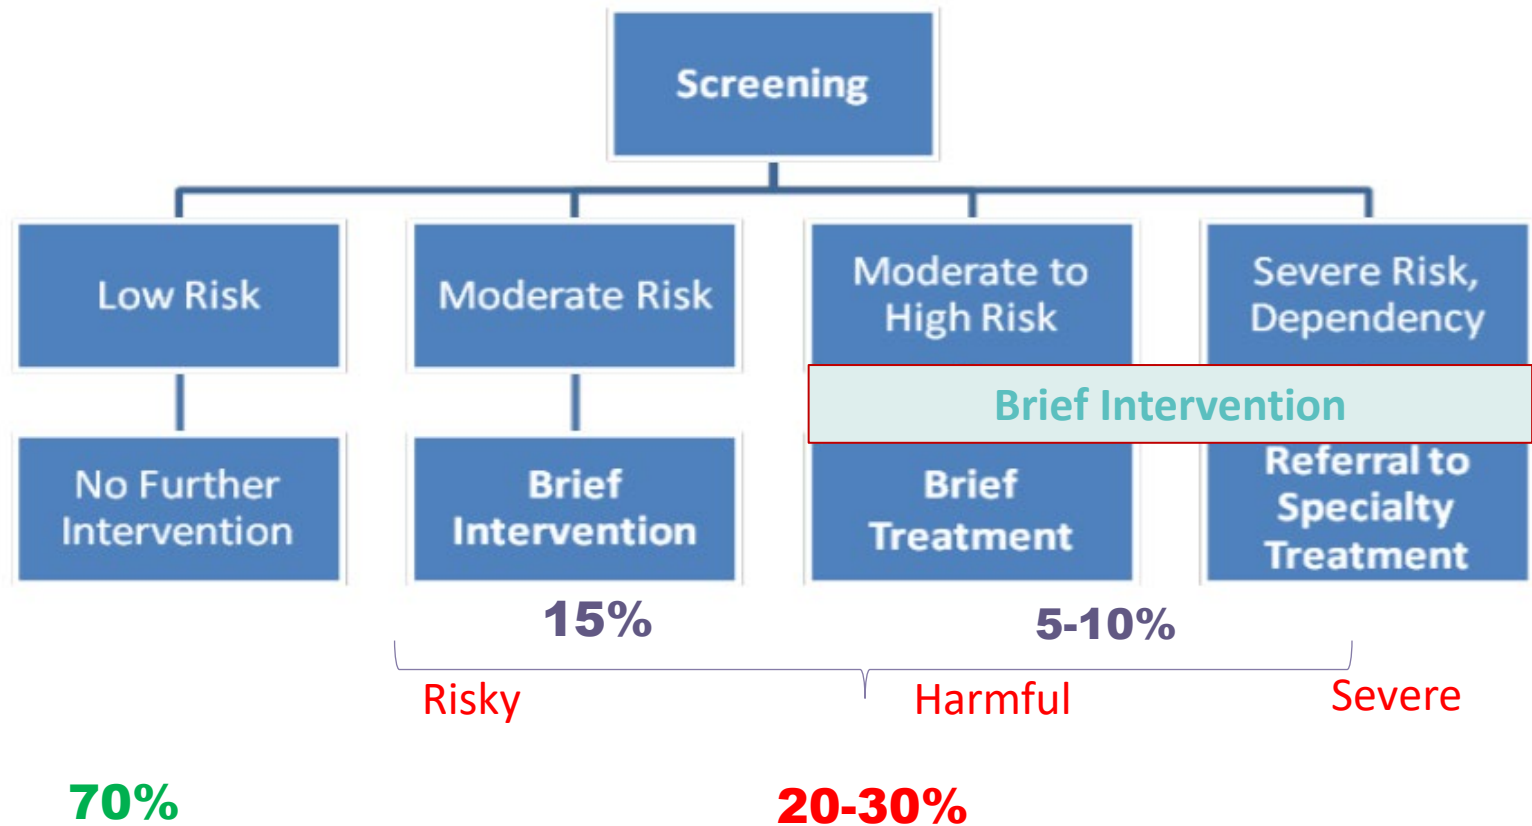 Screening
Low Risk
Moderate Risk
Moderate to
High Risk
Severe Risk,
Dependency
Brief Intervention
No Further
Intervention
Brief
Intervention
Brief
Treatment
Referral to
Specialty
Treatment
15%
5-10%
Risky
Harmful
Severe
70%
20-30%